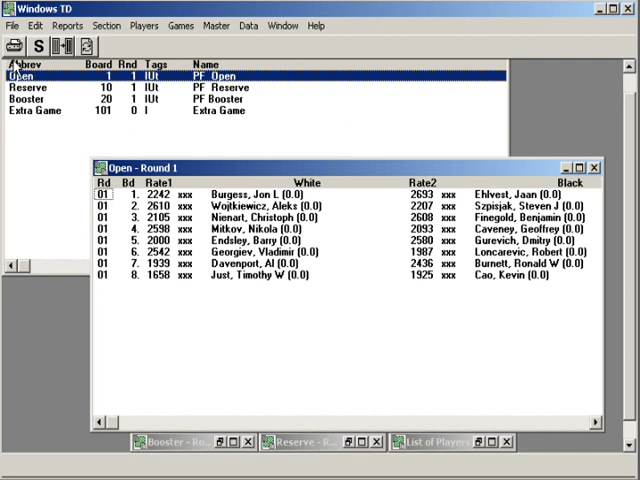 Windows TD
File Edit Reports Section Players Games Master Data Window Help
S
Abbrev Board Rnd Tags Name
Open 1 1 IUt PF Open
Reserve 10 1 IUt PF Reserve
Booster 20 1 IUt PF Booster
Extra Game 101 0 I Extra Game
Open - Round 1
Rd Bd Rate1 White Rate2 Black
01 1. 2242 xxx Burgess, Jon L (0.0) 2693 xxx Ehlvest, Jaan (0.0)
01 2. 2610 xxx Wojtkiewicz, Aleks (0.0) 2207 xxx Szpisjak, Steven J (0.0)
01 3. 2105 xxx Nienart, Christoph (0.0) 2608 xxx Finegold, Benjamin (0.0)
01 4. 2598 xxx Mitkov, Nikola (0.0) 2093 xxx Caveney, Geoffrey (0.0)
01 5. 2000 xxx Endsley, Barry (0.0) 2580 xxx Gurevich, Dmitry (0.0)
01 6. 2542 xxx Georgiev, Vladimir (0.0) 1987 xxx Loncarevic, Robert (0.0)
01 7. 1939 xxx Davenport, Al (0.0) 2436 xxx Burnett, Ronald W (0.0)
01 8. 1658 xxx Just, Timothy W (0.0) 1925 xxx Cao, Kevin (0.0)
Booster - Ro... Reserve - R... List of Players